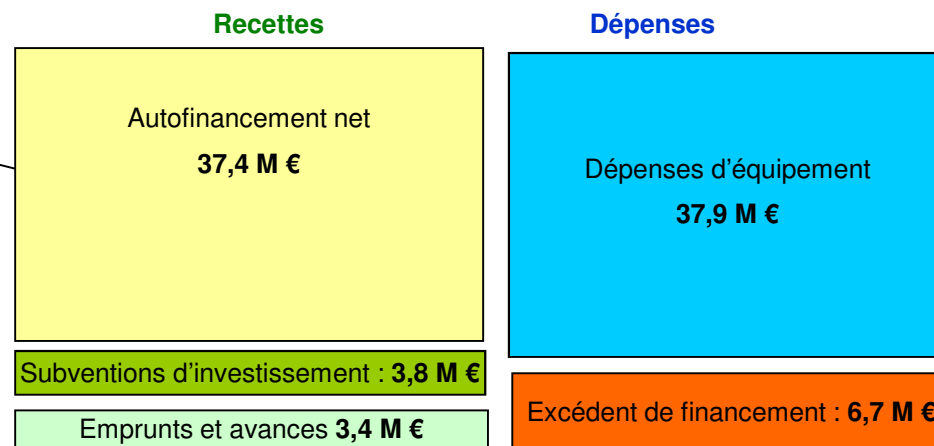 Recettes
Dépenses
Autofinancement net
37,4 M €
Dépenses d'équipement
37,9 M €
Subventions d'investissement : 3,8 M €
Emprunts et avances 3,4 M €
Excédent de financement : 6,7 M €